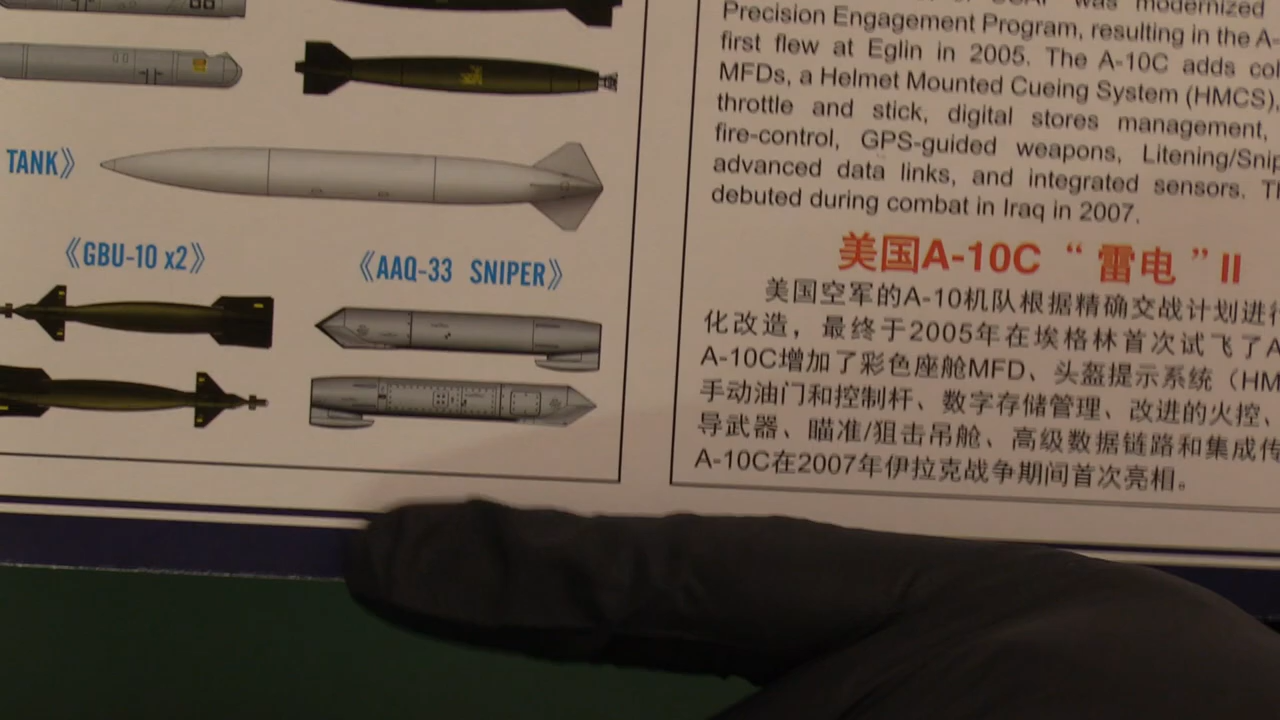 TANK》
《GBU-10 x2》
《AAQ-33 SNIPER》
was modernized
Precision Engagement Program, resulting in the A-
first flew at Eglin in 2005. The A-10C adds col
MFDs, a Helmet Mounted Cueing System (HMCS),
throttle and stick, digital stores management,
fire-control, GPS-guided weapons, Litening/Snip
advanced data links, and integrated sensors. T
debuted during combat in Iraq in 2007.
美国A-10C “雷电”II
美国空军的A-10机队根据精确交战计划进行
化改造，最终于2005年在埃格林首次试飞了A
A-10C增加了彩色座舱MFD、头盔提示系统（HM
手动油门和控制杆、数字存储管理、改进的火控、
导武器、瞄准/狙击吊舱、高级数据链路和集成传
A-10C在2007年伊拉克战争期间首次亮相。